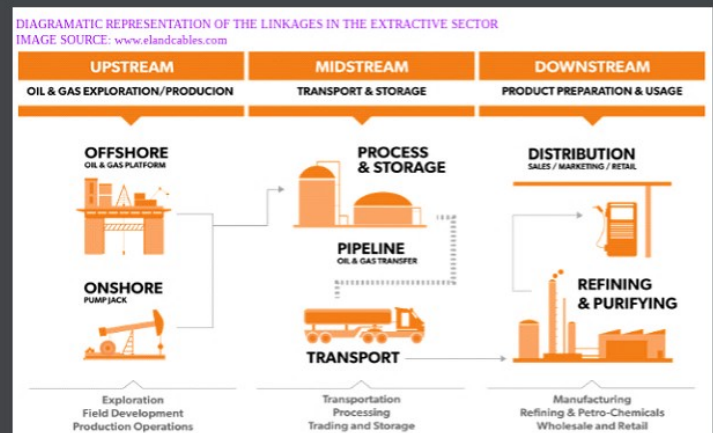 DIAGRAMATIC REPRESENTATION OF THE LINKAGES IN THE EXTRACTIVE SECTOR
IMAGE SOURCE: www.elandcables.com
UPSTREAM
OIL & GAS EXPLORATION/PRODUCION
OFFSHORE
OIL & GAS PLATFORM
ONSHORE
PUMP JACK
Exploration
Field Development
Production Operations
MIDSTREAM
TRANSPORT & STORAGE
PROCESS
& STORAGE
PIPELINE
OIL & GAS TRANSFER
TRANSPORT
Transportation
Processing
Trading and Storage
DOWNSTREAM
PRODUCT PREPARATION & USAGE
DISTRIBUTION
SALES / MARKETING / RETAIL
REFINING
& PURIFYING
Manufacturing
Refining & Petro-Chemicals
Wholesale and Retail